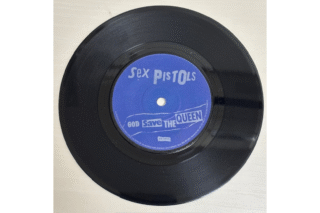 Sex PISTOLS
GOD Save THE QUEEN